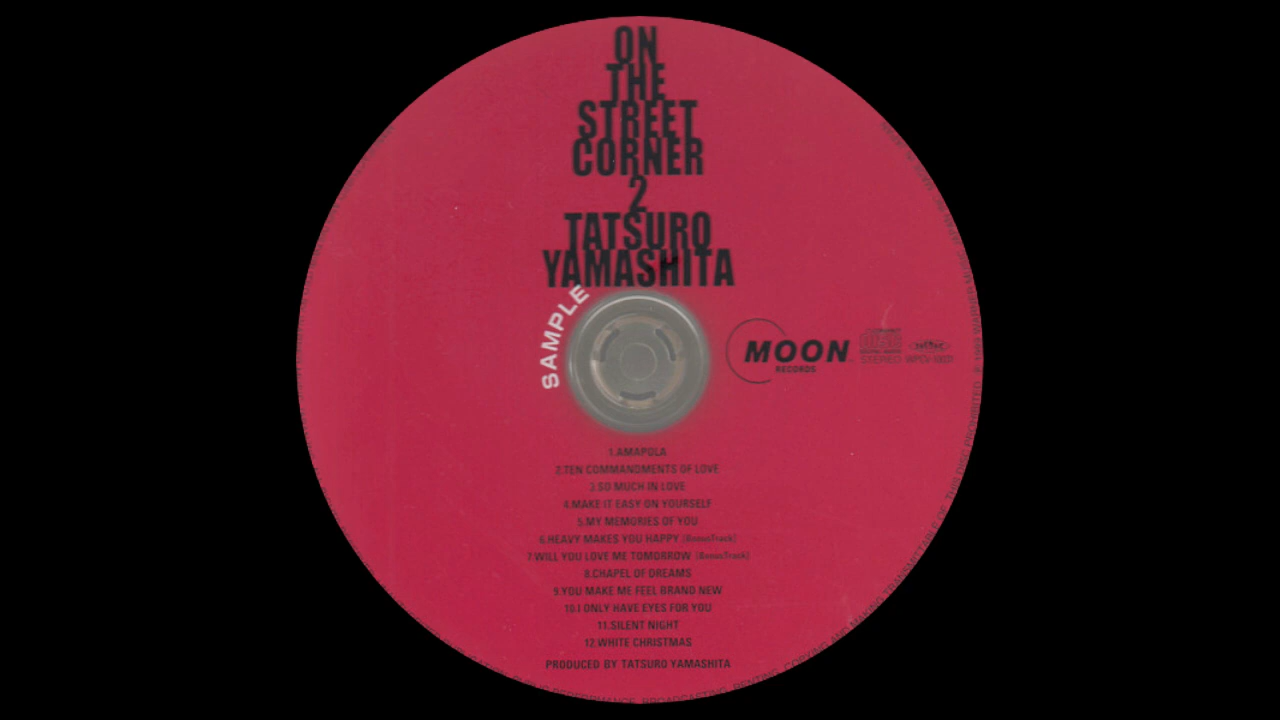 ON
THE
STREET
CORNER
2
TATSURO
YAMASHITA
SAMPLE
MOON
RECORDS
STEREO
1.AMAPOLA
2.TEN COMMANDMENTS OF LOVE
3.SO MUCH IN LOVE
4.MAKE IT EASY ON YOURSELF
5.MY MEMORIES OF YOU
6.HEAVY MAKES YOU HAPPY [BonusTrack]
7.WILL YOU LOVE ME TOMORROW [BonusTrack]
8.CHAPEL OF DREAMS
9.YOU MAKE ME FEEL BRAND NEW
10.I ONLY HAVE EYES FOR YOU
11.SILENT NIGHT
12.WHITE CHRISTMAS
PRODUCED BY TATSURO YAMASHITA